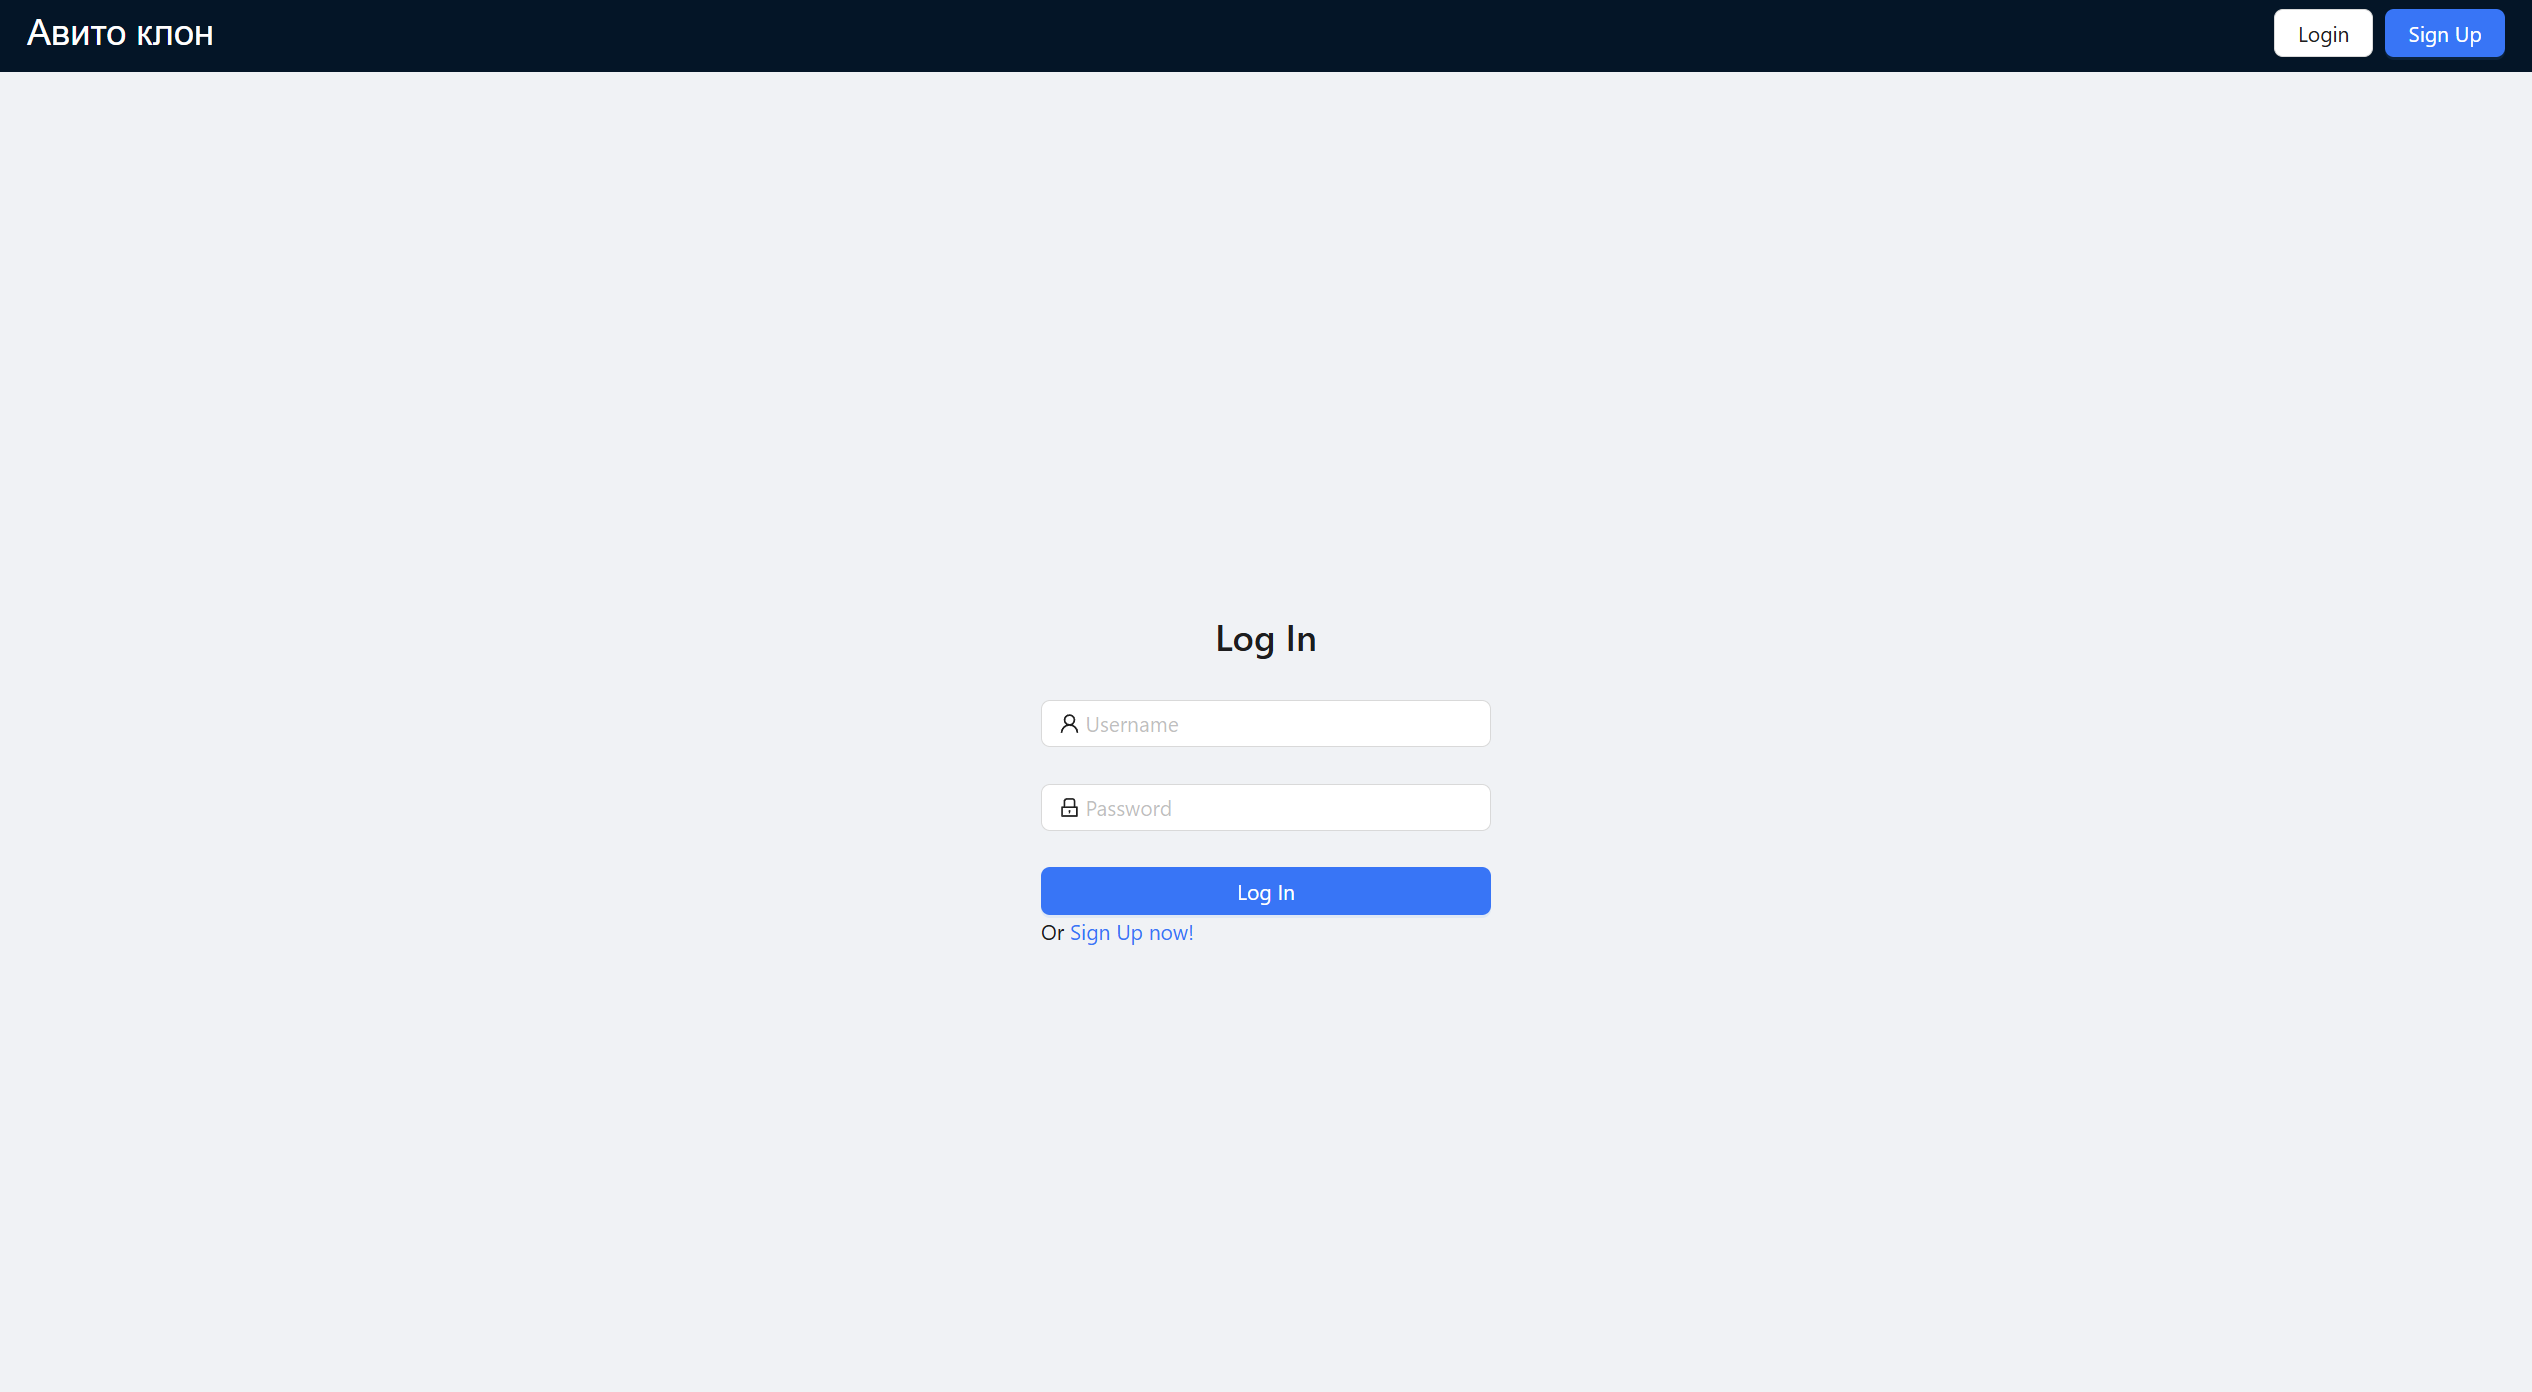 Авито клон
Login
Sign Up
Log In
Username
Password
Log In
Or Sign Up now!